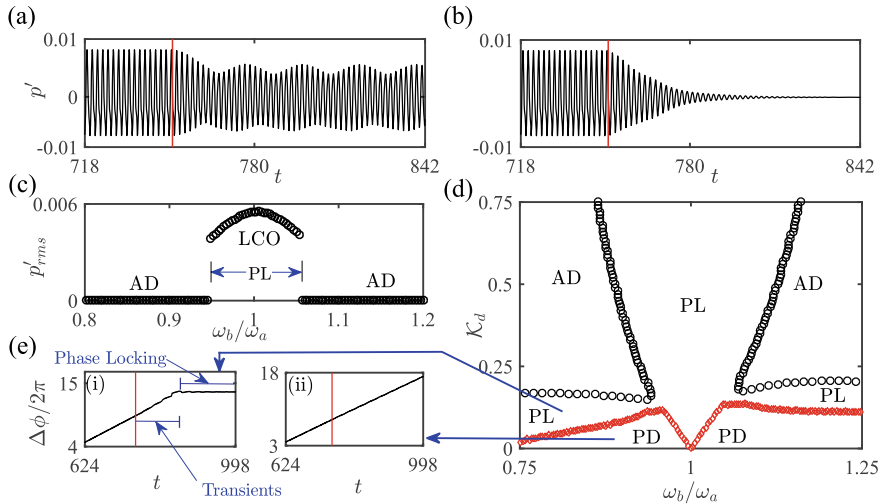 (a)
0.01
p′
0
-0.01
718
780
842
t
(b)
0.01
0
-0.01
718
780
842
t
(c)
0.006
p′rms
0
LCO
PL
AD
AD
0.8
0.9
1
1.1
1.2
ωb/ωa
(d)
0.75
0.5
0.25
0
𝒦d
AD
PL
AD
PL
PL
PD
PD
0.75
1
1.25
ωb/ωa
(e)
Phase Locking
15
(i)
Δϕ/2π
4
624
998
t
Transients
18
(ii)
3
624
998
t